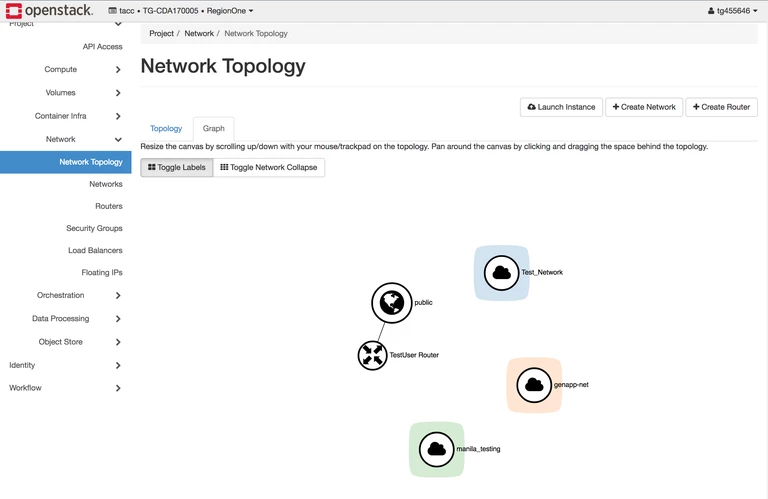 openstack.
tacc • TG-CDA170005 • RegionOne
tg455646
Project
API Access
Compute
Volumes
Container Infra
Network
Network Topology
Networks
Routers
Security Groups
Load Balancers
Floating IPs
Orchestration
Data Processing
Object Store
Identity
Workflow
Project / Network / Network Topology
Network Topology
Launch Instance
Create Network
Create Router
Topology
Graph
Resize the canvas by scrolling up/down with your mouse/trackpad on the topology. Pan around the canvas by clicking and dragging the space behind the topology.
Toggle Labels
Toggle Network Collapse
Test_Network
public
TestUser Router
genapp-net
manila_testing